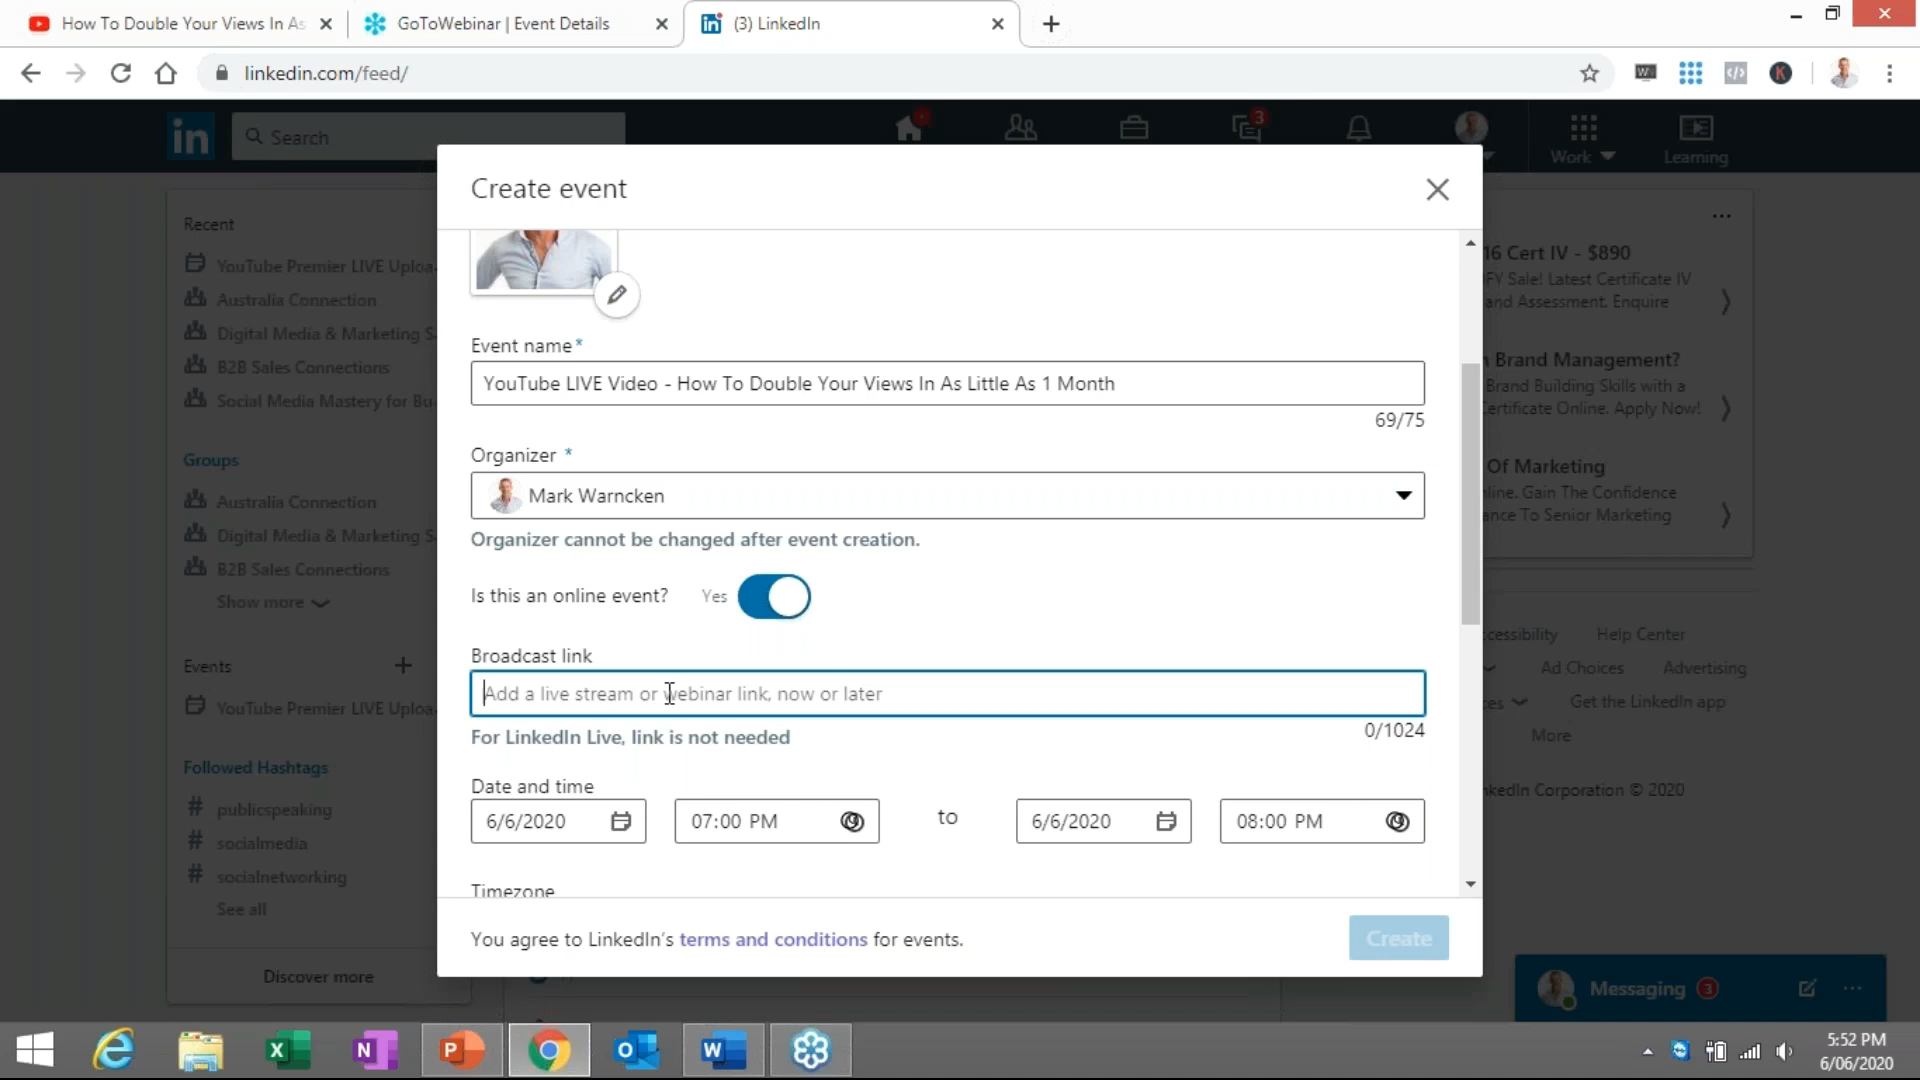 How To Double Your Views In As
GoToWebinar | Event Details
(3) LinkedIn
linkedin.com/feed/
in
Search
3
Work
Learning
Create event
Recent
YouTube Premier LIVE Uploa
Australia Connection
Digital Media & Marketing S
B2B Sales Connections
Social Media Mastery for Bu
Groups
Australia Connection
Digital Media & Marketing S
B2B Sales Connections
Show more
Events
YouTube Premier LIVE Uploa
Followed Hashtags
# publicspeaking
# socialmedia
# socialnetworking
See all
Discover more
Event name*
YouTube LIVE Video - How To Double Your Views In As Little As 1 Month
69/75
Organizer *
Mark Warncken
Organizer cannot be changed after event creation.
Is this an online event? Yes
Broadcast link
Add a live stream or webinar link, now or later
0/1024
For LinkedIn Live, link is not needed
Date and time
6/6/2020 07:00 PM to 6/6/2020 08:00 PM
Timezone
You agree to LinkedIn's terms and conditions for events.
Create
16 Cert IV - $890
FY Sale! Latest Certificate IV
and Assessment. Enquire
Brand Management?
Brand Building Skills with a
Certificate Online. Apply Now!
Of Marketing
line. Gain The Confidence
ance To Senior Marketing
ccessibility Help Center
Ad Choices Advertising
ces Get the LinkedIn app
More
nkedIn Corporation © 2020
Messaging 3
5:52 PM
6/06/2020